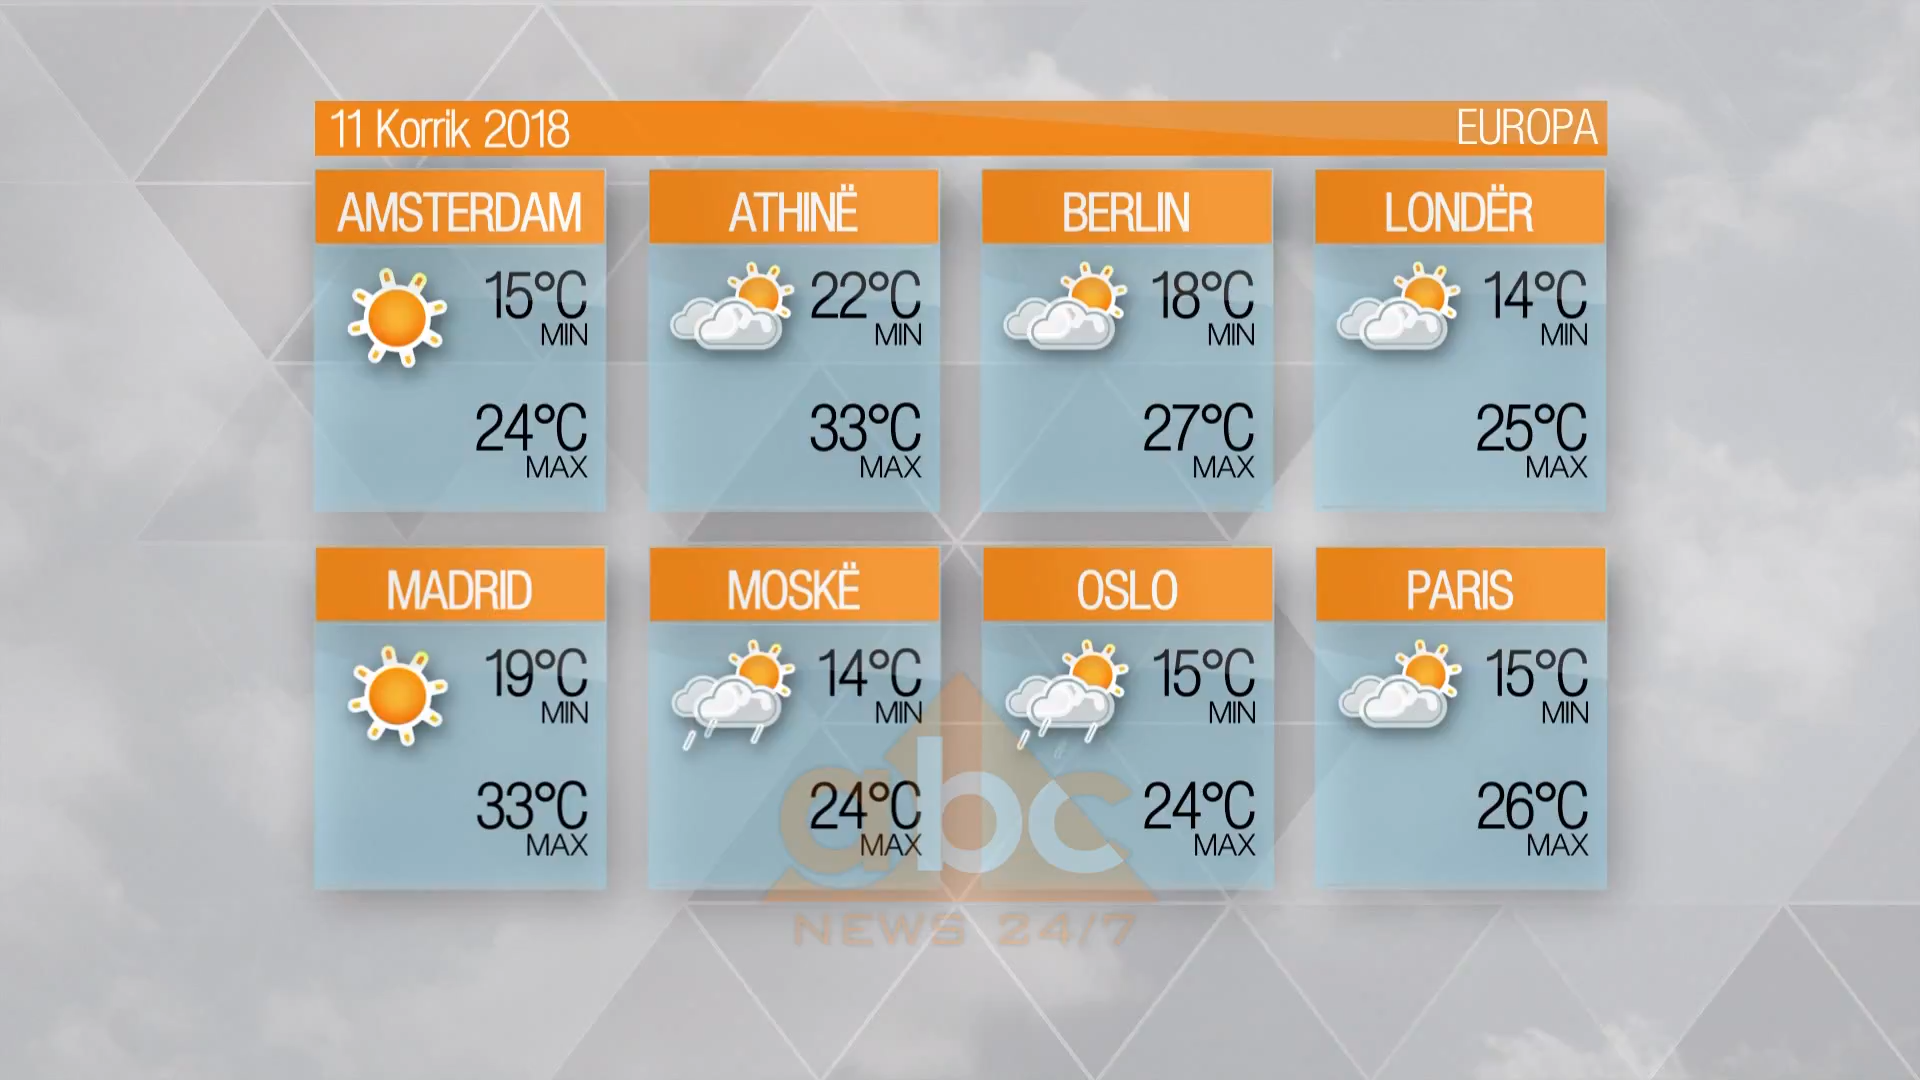 11 Korrik 2018
EUROPA
AMSTERDAM
15°C
MIN
24°C
MAX
ATHINË
22°C
MIN
33°C
MAX
BERLIN
18°C
MIN
27°C
MAX
LONDËR
14°C
MIN
25°C
MAX
MADRID
19°C
MIN
33°C
MAX
MOSKË
14°C
MIN
24°C
MAX
OSLO
15°C
MIN
24°C
MAX
PARIS
15°C
MIN
26°C
MAX
abc
NEWS 24/7